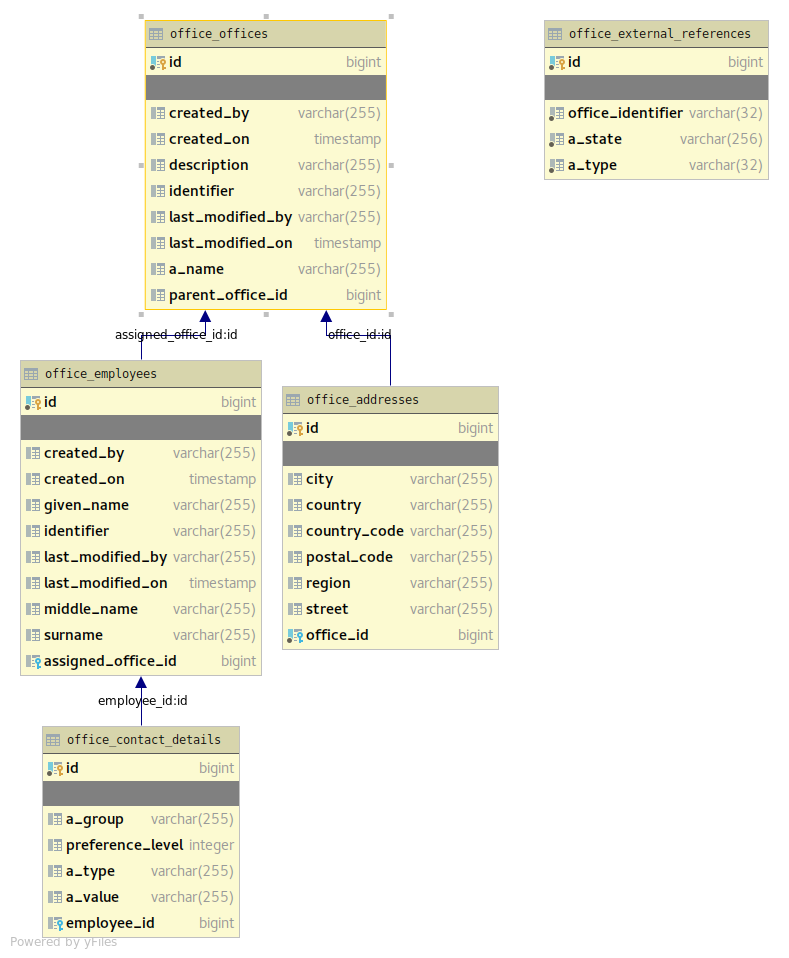 office_offices
id bigint
created_by varchar(255)
created_on timestamp
description varchar(255)
identifier varchar(255)
last_modified_by varchar(255)
last_modified_on timestamp
a_name varchar(255)
parent_office_id bigint
office_external_references
id bigint
office_identifier varchar(32)
a_state varchar(256)
a_type varchar(32)
assigned_office_id:id
office_id:id
office_employees
id bigint
created_by varchar(255)
created_on timestamp
given_name varchar(255)
identifier varchar(255)
last_modified_by varchar(255)
last_modified_on timestamp
middle_name varchar(255)
surname varchar(255)
assigned_office_id bigint
office_addresses
id bigint
city varchar(255)
country varchar(255)
country_code varchar(255)
postal_code varchar(255)
region varchar(255)
street varchar(255)
office_id bigint
employee_id:id
office_contact_details
id bigint
a_group varchar(255)
preference_level integer
a_type varchar(255)
a_value varchar(255)
employee_id bigint
Powered by yFiles